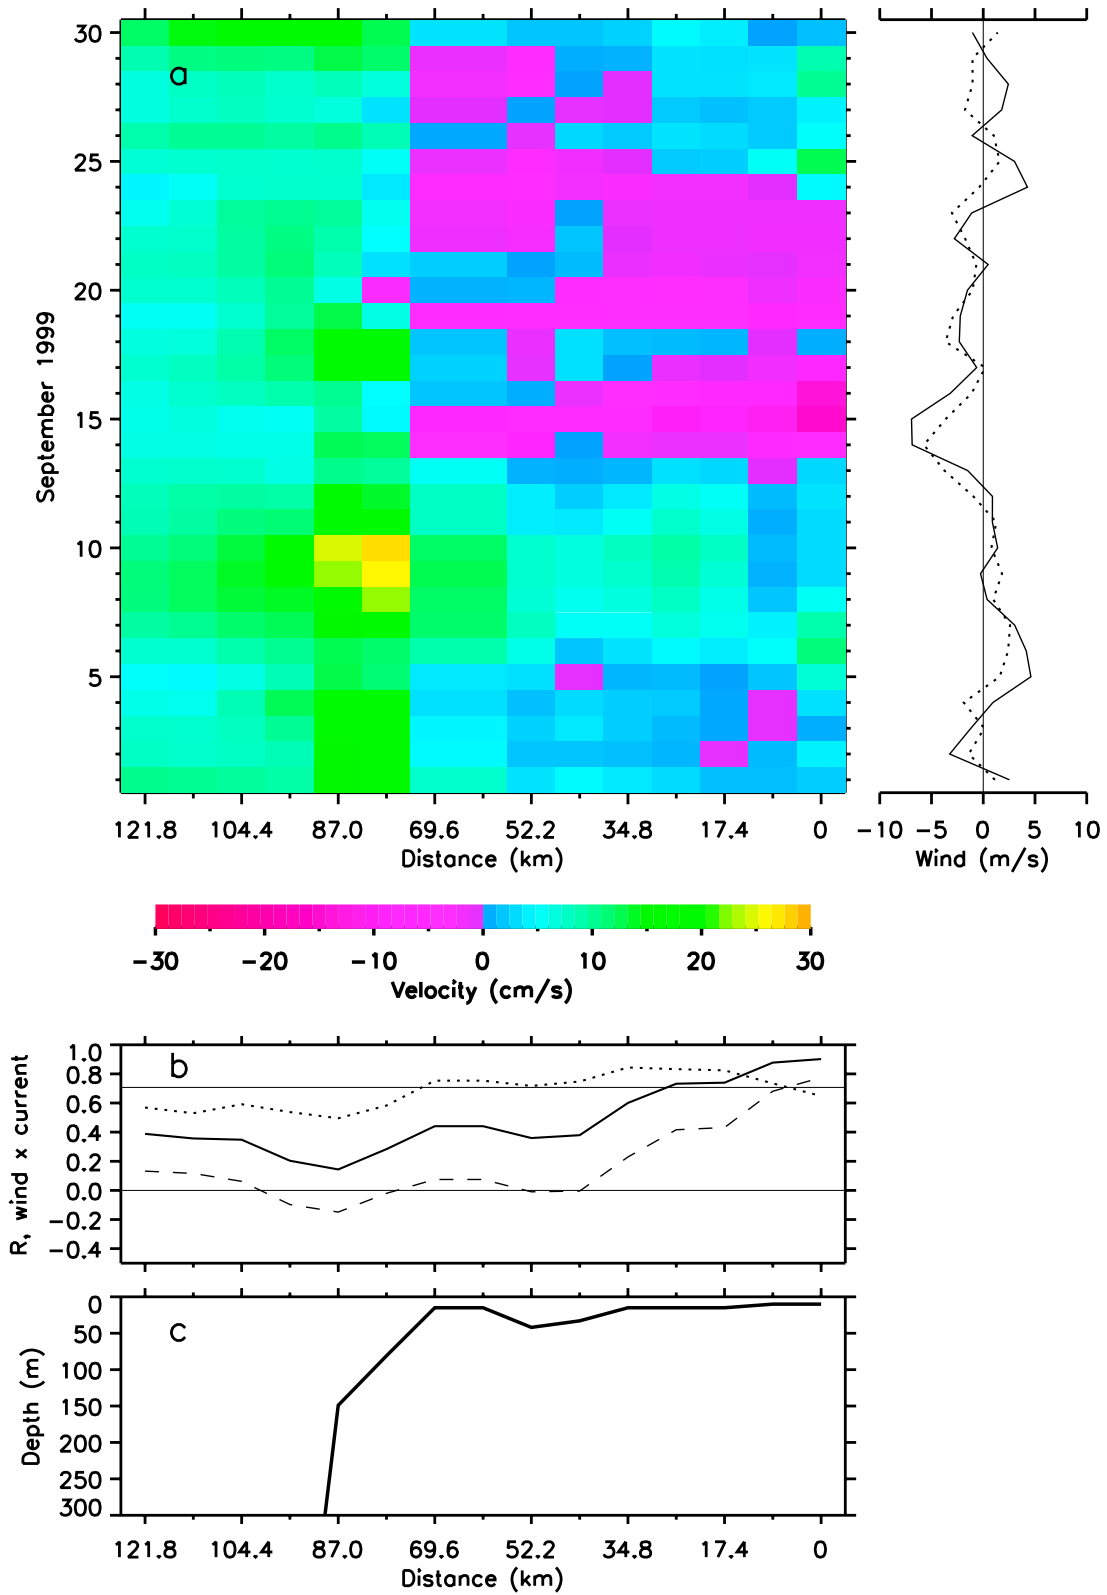 a
30
25
20
15
10
5
September 1999
121.8 104.4 87.0 69.6 52.2 34.8 17.4 0
Distance (km)
−10 −5 0 5 10
Wind (m/s)
−30 −20 −10 0 10 20 30
Velocity (cm/s)
b
1.0
0.8
0.6
0.4
0.2
0.0
−0.2
−0.4
R, wind x current
c
0
50
100
150
200
250
300
Depth (m)
121.8 104.4 87.0 69.6 52.2 34.8 17.4 0
Distance (km)